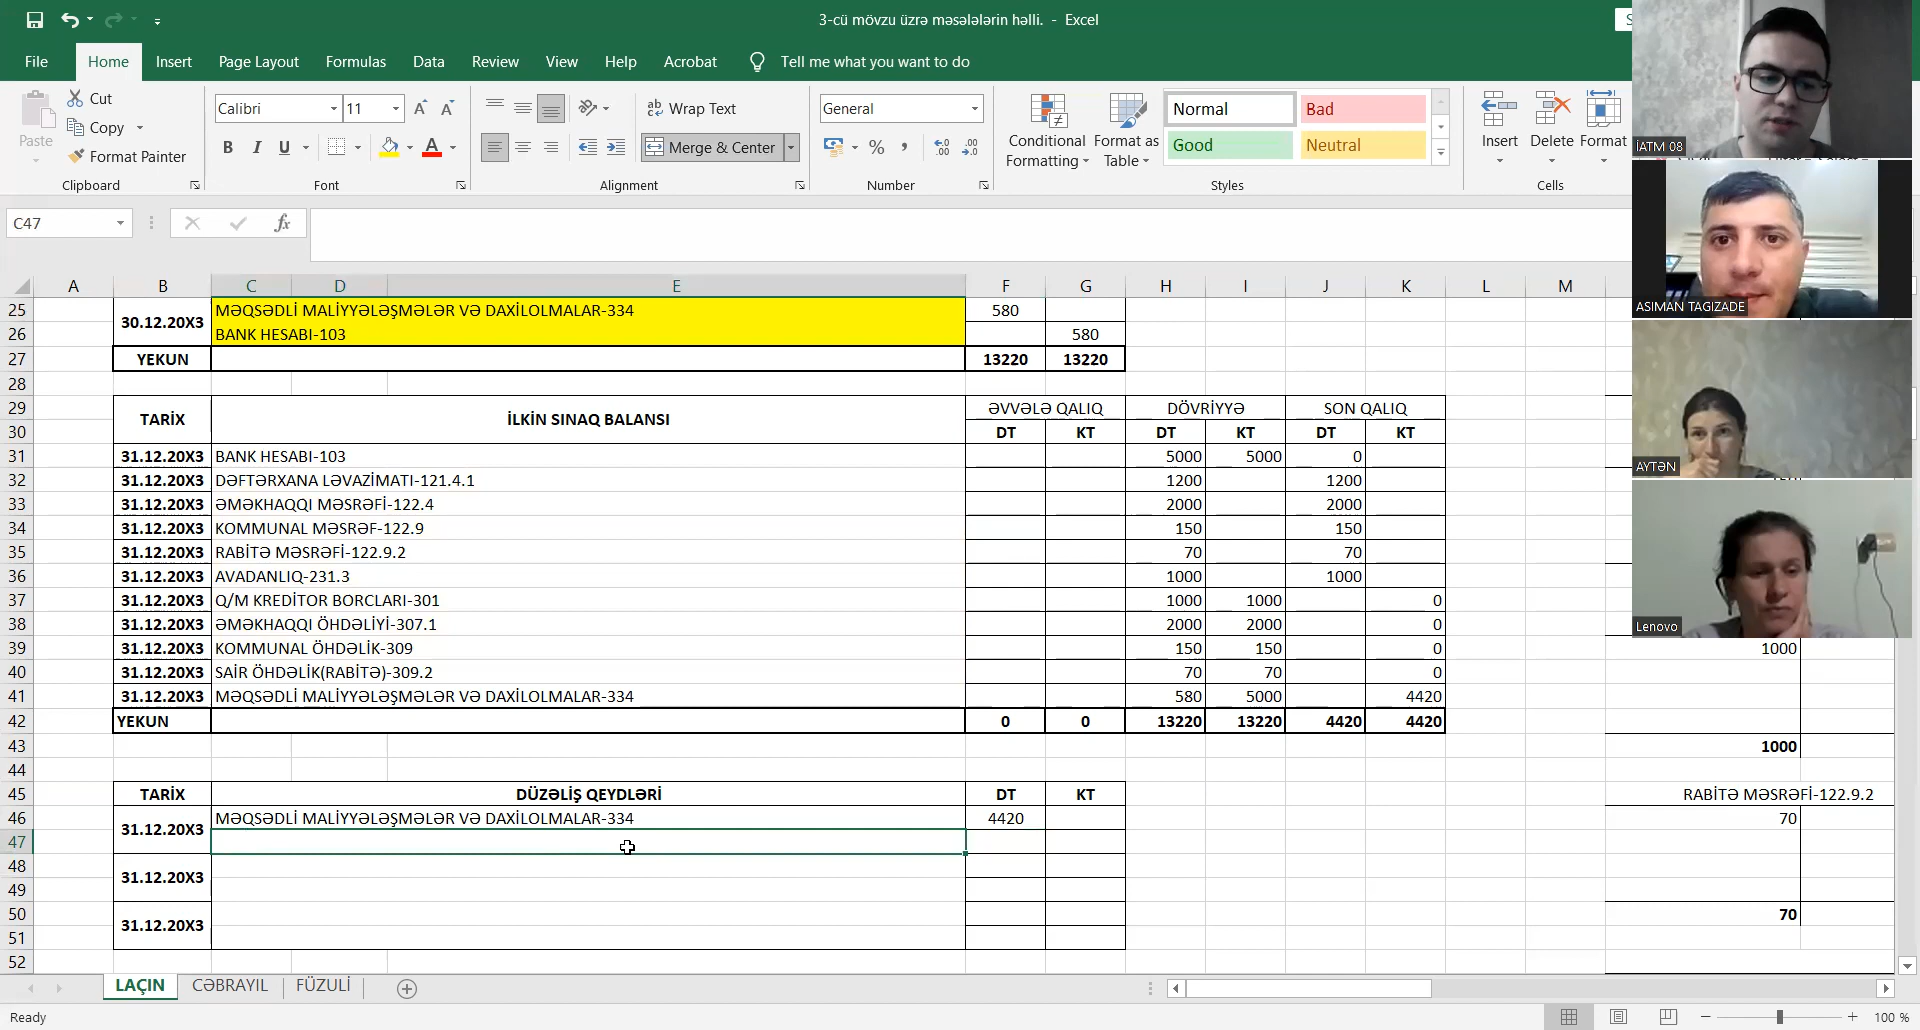 3-cü mövzu üzrə məsələlərin həlli. - Excel
File Home Insert Page Layout Formulas Data Review View Help Acrobat Tell me what you want to do
Cut
Copy
Format Painter
Paste
Clipboard
Calibri 11
B I U
Font
Wrap Text
Merge & Center
Alignment
General
% ,
Number
Conditional Formatting
Format as Table
Normal Bad
Good Neutral
Styles
Insert Delete Format
Cells
C47
fx
A B C D E F G H I J K L M
25 30.12.20X3 MƏQSƏDLİ MALİYYƏLƏŞMƏLƏR VƏ DAXİLOLMALAR-334 580
26 BANK HESABI-103 580
27 YEKUN 13220 13220
28
29 TARİX İLKİN SINAQ BALANSI ƏVVƏLƏ QALIQ DÖVRİYYƏ SON QALIQ
30 DT KT DT KT DT KT
31 31.12.20X3 BANK HESABI-103 5000 5000 0
32 31.12.20X3 DƏFTƏRXANA LƏVAZİMATI-121.4.1 1200 1200
33 31.12.20X3 ƏMƏKHAQQI MƏSRƏFİ-122.4 2000 2000
34 31.12.20X3 KOMMUNAL MƏSRƏF-122.9 150 150
35 31.12.20X3 RABİTƏ MƏSRƏFİ-122.9.2 70 70
36 31.12.20X3 AVADANLIQ-231.3 1000 1000
37 31.12.20X3 Q/M KREDİTOR BORCLARI-301 1000 1000 0
38 31.12.20X3 ƏMƏKHAQQI ÖHDƏLİYİ-307.1 2000 2000 0
39 31.12.20X3 KOMMUNAL ÖHDƏLİK-309 150 150 0 1000
40 31.12.20X3 SAİR ÖHDƏLİK(RABİTƏ)-309.2 70 70 0
41 31.12.20X3 MƏQSƏDLİ MALİYYƏLƏŞMƏLƏR VƏ DAXİLOLMALAR-334 580 5000 4420
42 YEKUN 0 0 13220 13220 4420 4420
43 1000
44
45 TARİX DÜZƏLİŞ QEYDLƏRİ DT KT RABİTƏ MƏSRƏFİ-122.9.2
46 31.12.20X3 MƏQSƏDLİ MALİYYƏLƏŞMƏLƏR VƏ DAXİLOLMALAR-334 4420 70
47
48 31.12.20X3
49
50 31.12.20X3 70
51
52
LAÇIN CƏBRAYIL FÜZULİ
Ready 100 %
İATM 08
ASIMAN TAGIZADE
AYTƏN
Lenovo